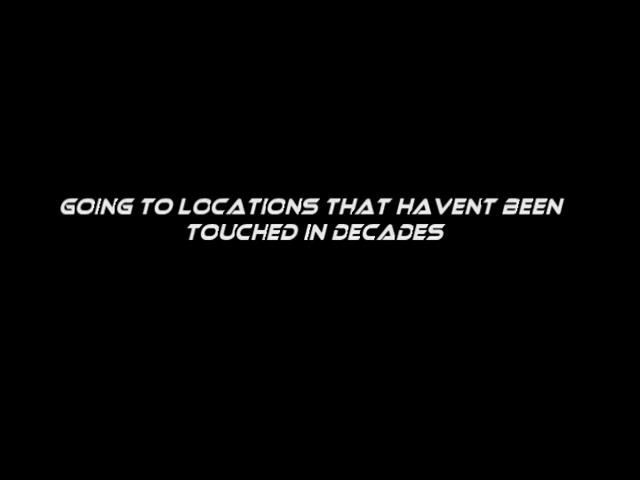 GOING TO LOCATIONS THAT HAVENT BEEN
TOUCHED IN DECADES